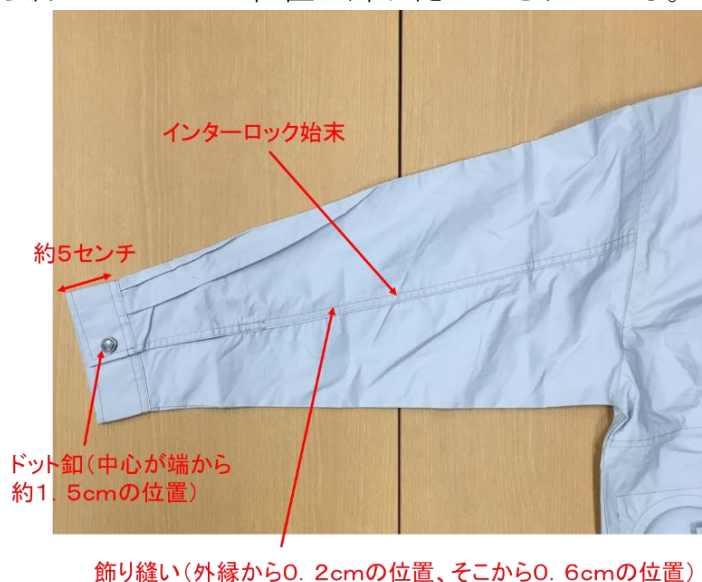 インターロック始末
約5センチ
ドット釦(中心が端から
約1.5cmの位置)
飾り縫い(外縁から0.2cmの位置、そこから0.6cmの位置)